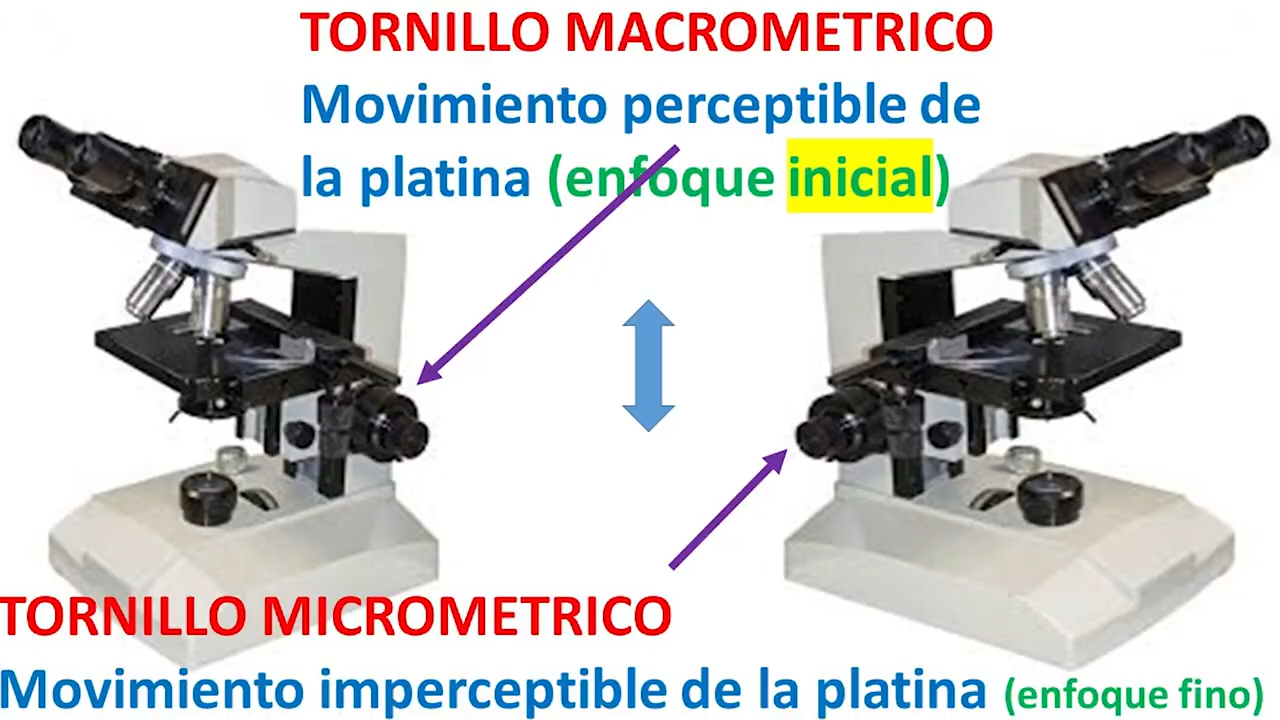 TORNILLO MACROMETRICO
Movimiento perceptible de
la platina (enfoque inicial)
TORNILLO MICROMETRICO
Movimiento imperceptible de la platina (enfoque fino)